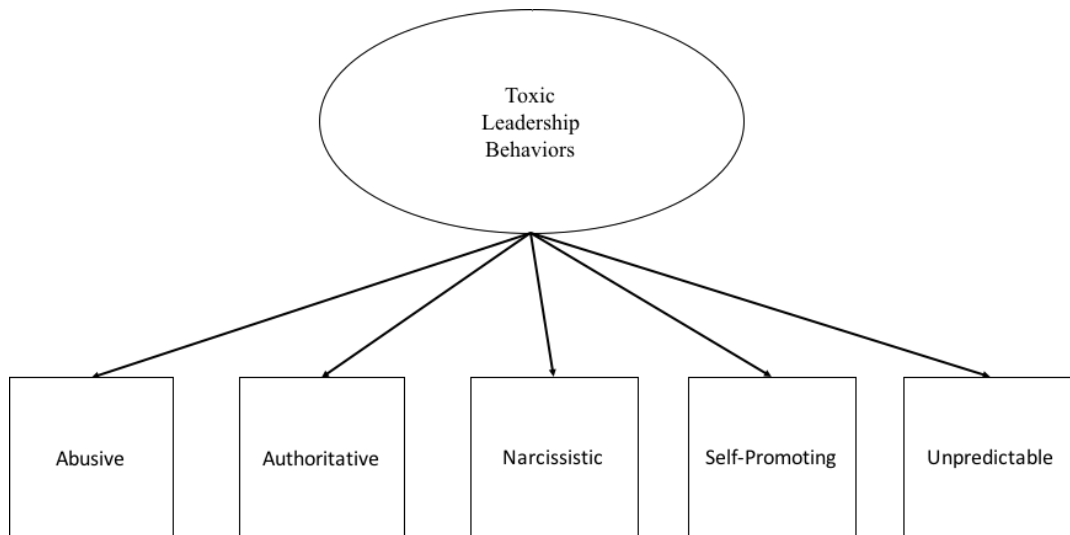 Toxic
Leadership
Behaviors
Abusive
Authoritative
Narcissistic
Self-Promoting
Unpredictable